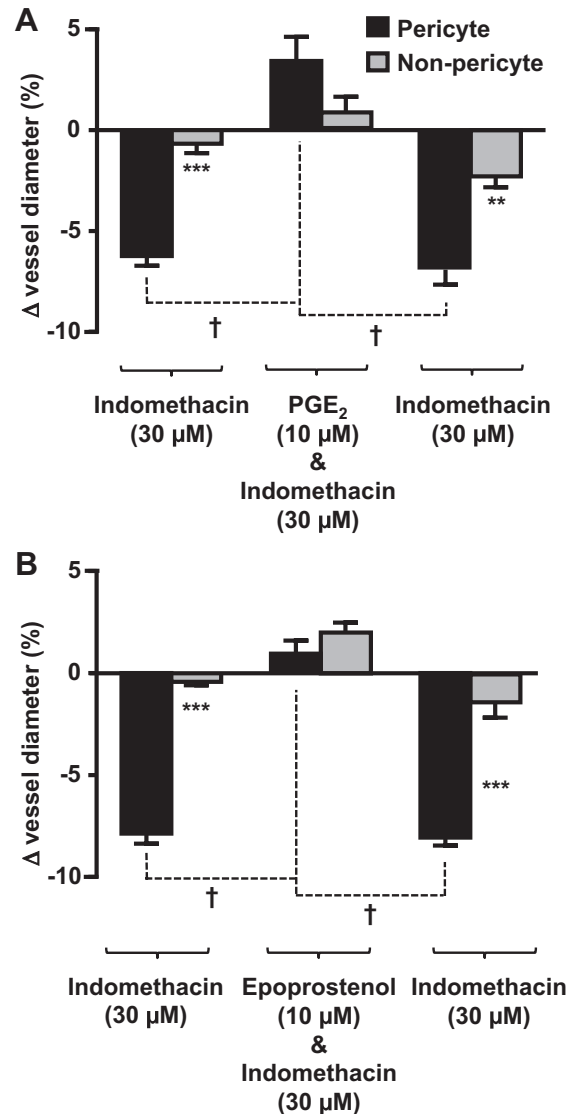 A
Pericyte
Non-pericyte
Δ vessel diameter (%)
5
0
-5
-10
***
**
†
†
Indomethacin
(30 µM)
PGE2
(10 µM)
&
Indomethacin
(30 µM)
Indomethacin
(30 µM)
B
Δ vessel diameter (%)
5
0
-5
-10
***
***
†
†
Indomethacin
(30 µM)
Epoprostenol
(10 µM)
&
Indomethacin
(30 µM)
Indomethacin
(30 µM)